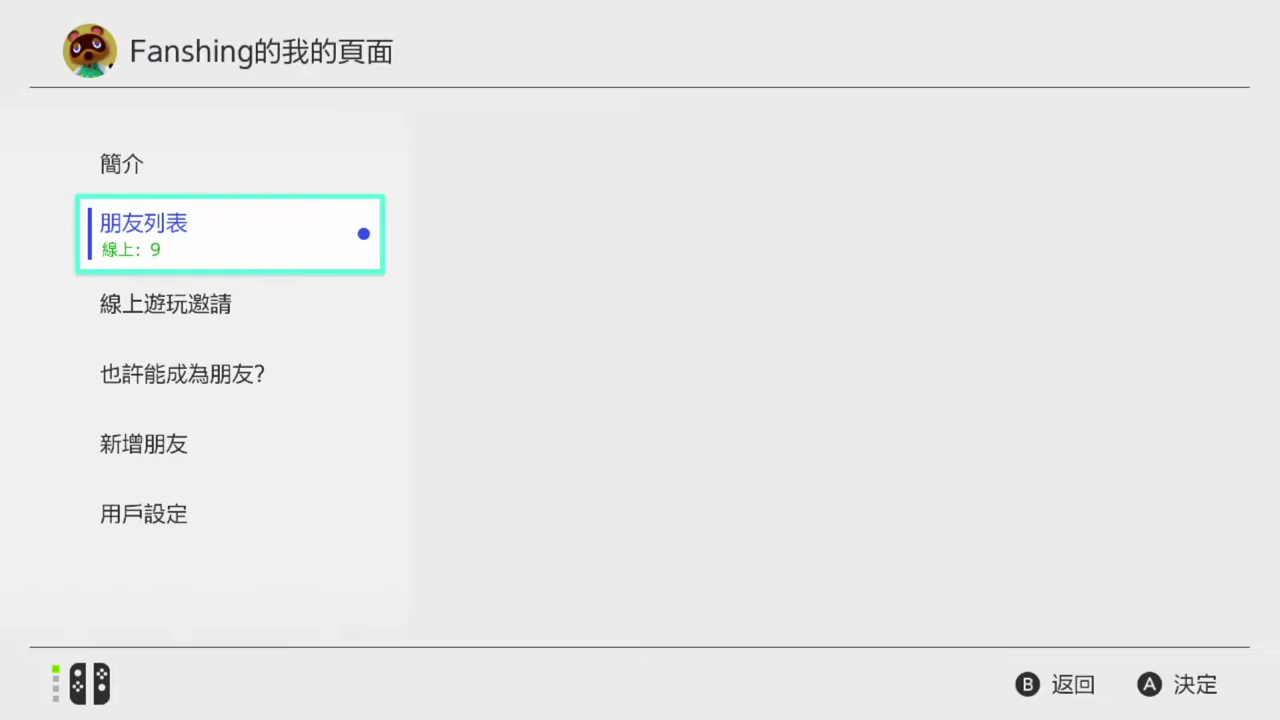 Fanshing的我的頁面
簡介
朋友列表
線上：9
線上遊玩邀請
也許能成為朋友?
新增朋友
用戶設定
B 返回 A 決定